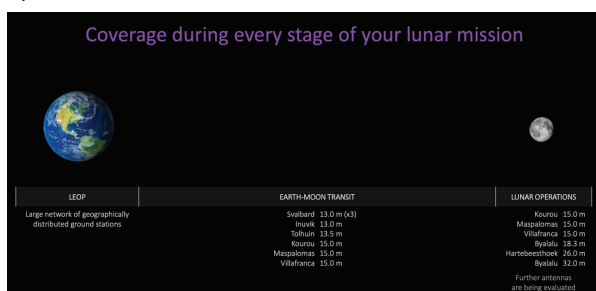 Coverage during every stage of your lunar mission
LEOP
Large network of geographically
distributed ground stations
EARTH-MOON TRANSIT
Svalbard 13.0 m (x3)
Inuvik 13.0 m
Tolhuin 13.5 m
Kourou 15.0 m
Maspalomas 15.0 m
Villafranca 15.0 m
LUNAR OPERATIONS
Kourou 15.0 m
Maspalomas 15.0 m
Villafranca 15.0 m
Byalalu 18.3 m
Hartebeesthoek 26.0 m
Byalalu 32.0 m
Further antennas
are being evaluated